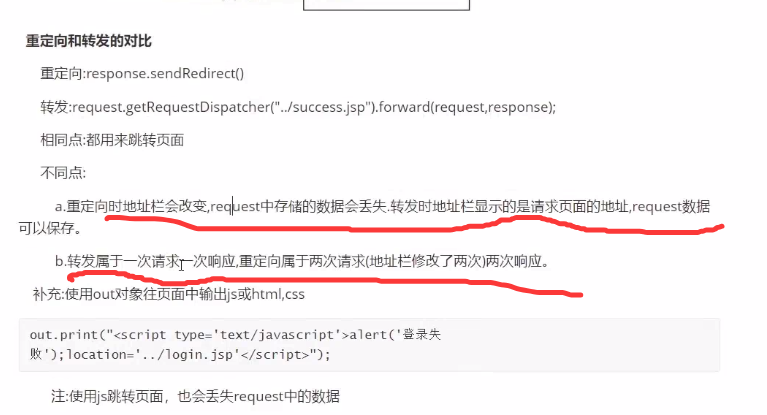 重定向和转发的对比
重定向:response.sendRedirect()
转发:request.getRequestDispatcher("../success.jsp").forward(request,response);
相同点:都用来跳转页面
不同点:
a.重定向时地址栏会改变,request中存储的数据会丢失.转发时地址栏显示的是请求页面的地址,request数据
可以保存。
b.转发属于一次请求一次响应,重定向属于两次请求(地址栏修改了两次)两次响应。
补充:使用out对象往页面中输出js或html,css
out.print("<script type='text/javascript'>alert('登录失
败');location='../login.jsp'</script>");
注:使用js跳转页面，也会丢失request中的数据